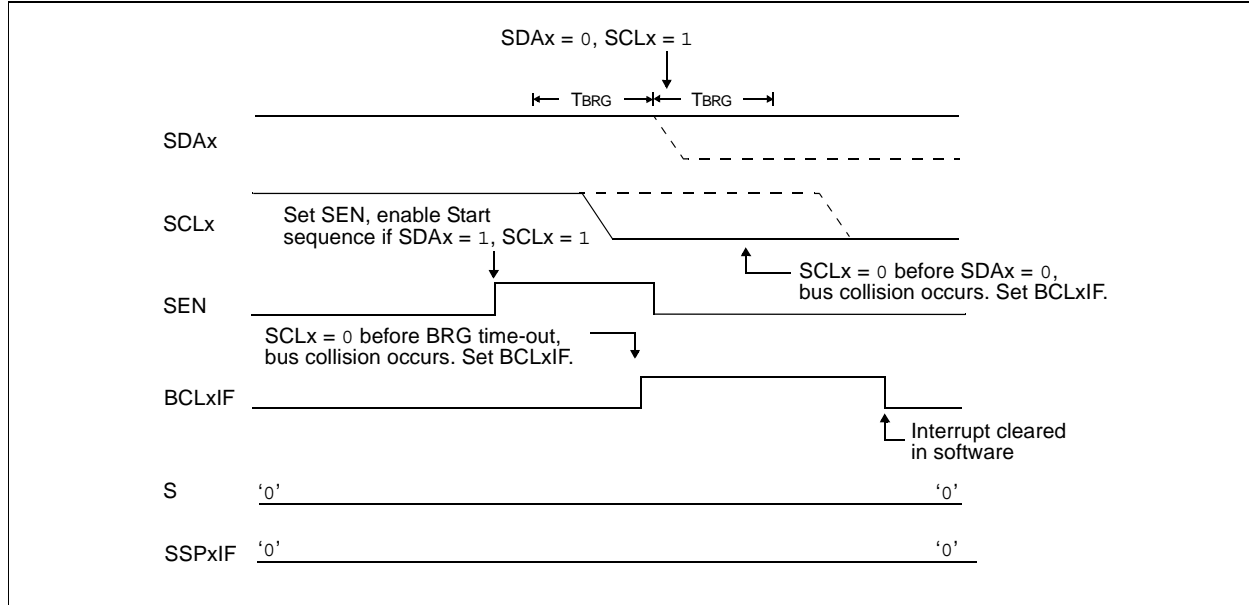 SDAx = 0, SCLx = 1
TBRG TBRG
SDAx
SCLx
Set SEN, enable Start
sequence if SDAx = 1, SCLx = 1
SCLx = 0 before SDAx = 0,
bus collision occurs. Set BCLxIF.
SEN
SCLx = 0 before BRG time-out,
bus collision occurs. Set BCLxIF.
BCLxIF
Interrupt cleared
in software
S ‘0’ ‘0’
SSPxIF ‘0’ ‘0’